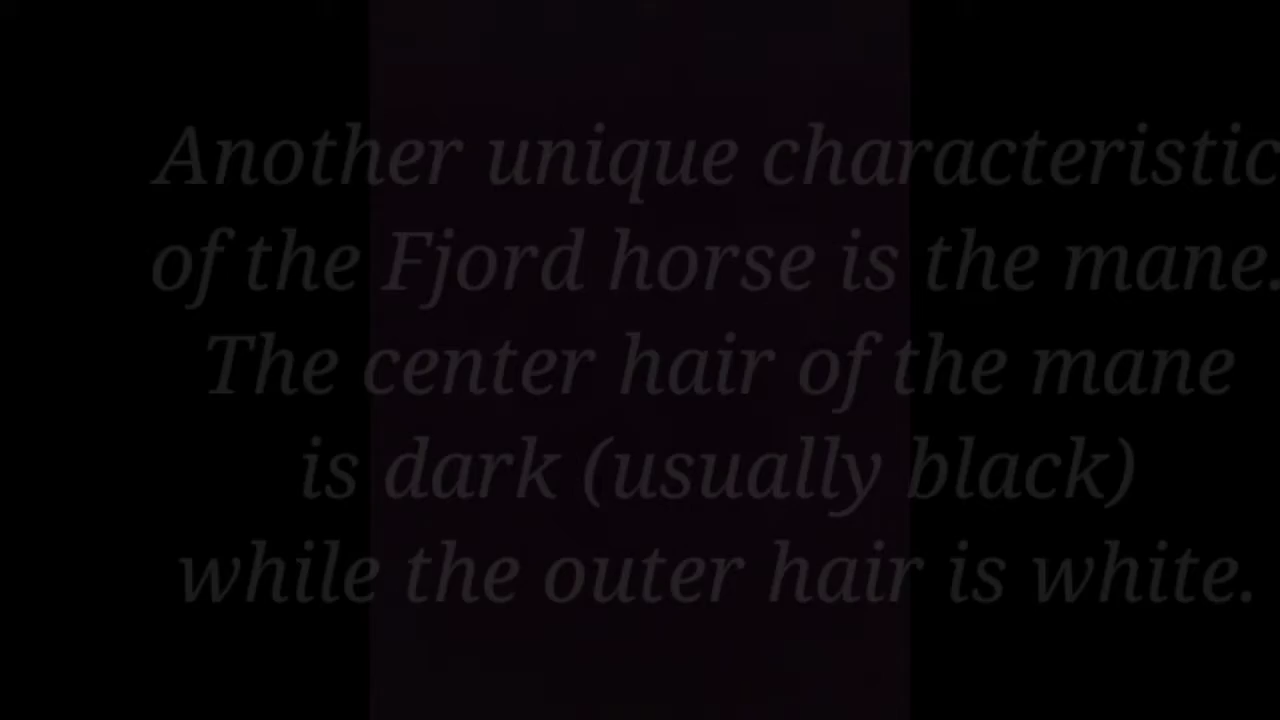 Another unique characteristic
of the Fjord horse is the mane.
The center hair of the mane
is dark (usually black)
while the outer hair is white.